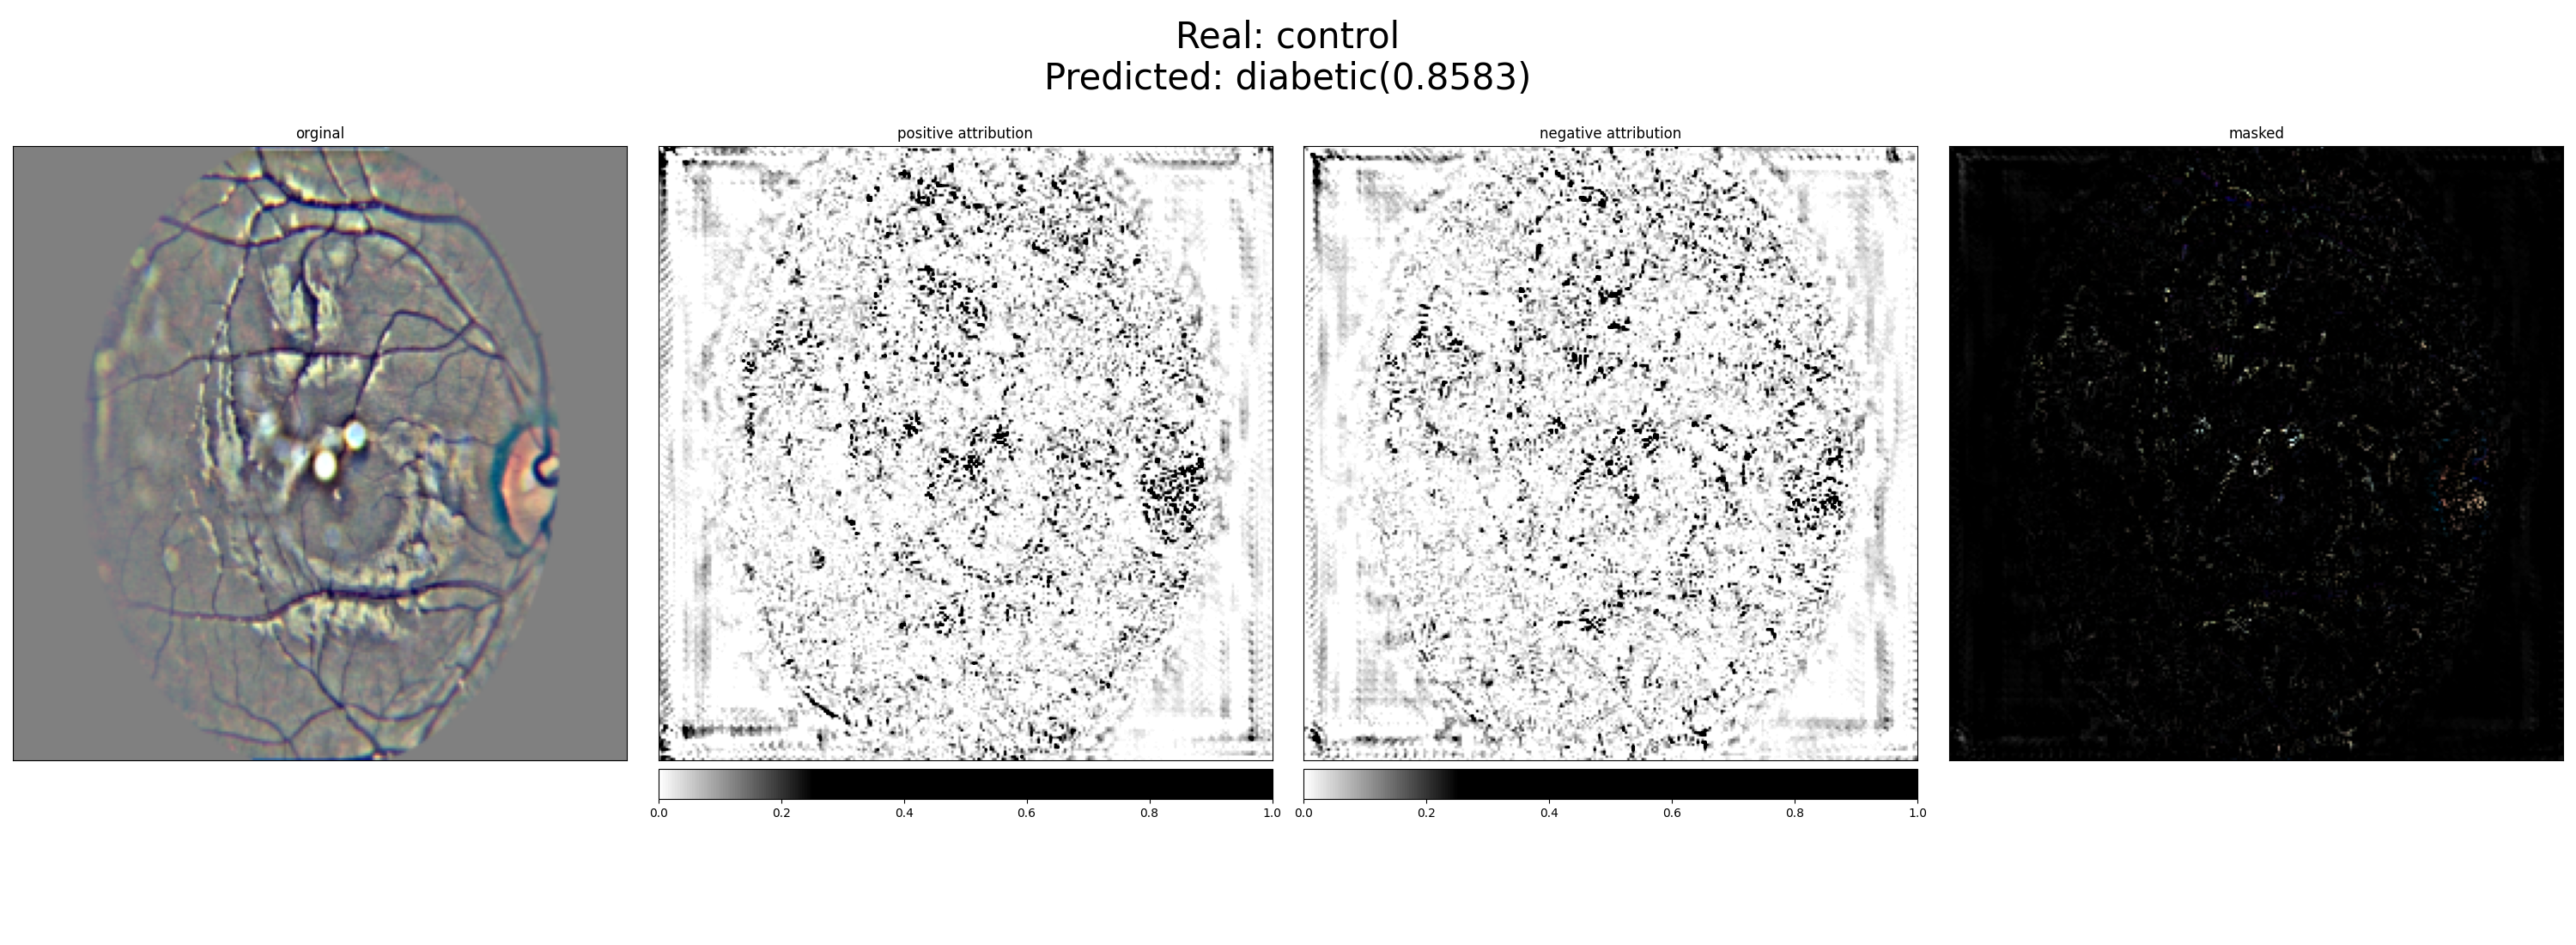 Real: control
Predicted: diabetic(0.8583)
orginal
positive attribution
negative attribution
masked
0.0 0.2 0.4 0.6 0.8 1.0
0.0 0.2 0.4 0.6 0.8 1.0